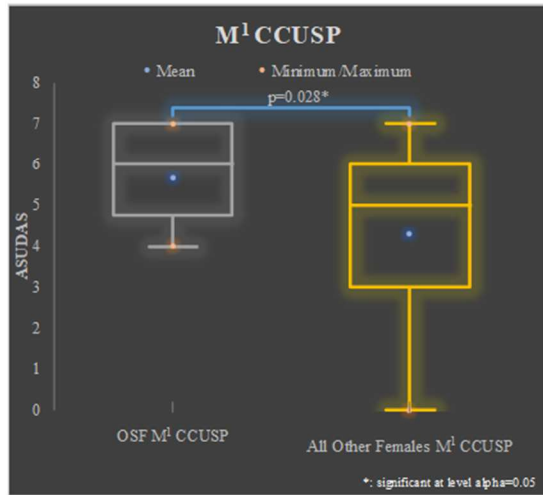 M¹ CCUSP
Mean
Minimum/Maximum
p=0.028*
8
7
6
5
4
3
2
1
0
ASUDAS
OSF M¹ CCUSP
All Other Females M¹ CCUSP
*: significant at level alpha=0.05